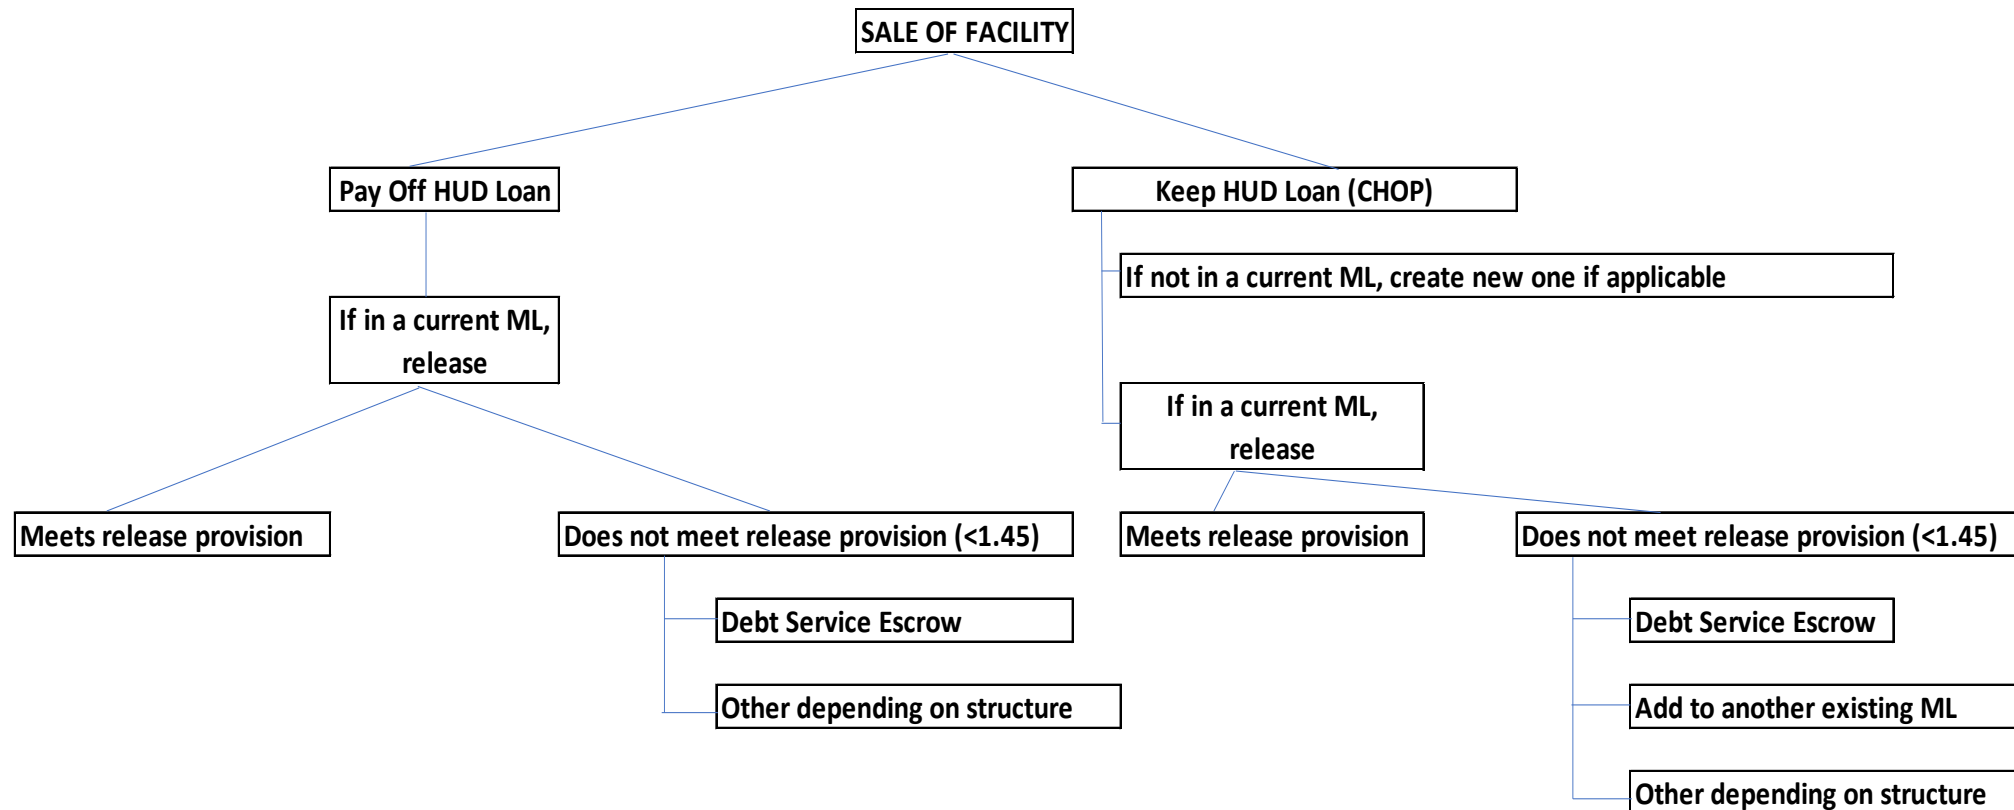 SALE OF FACILITY
Pay Off HUD Loan
Keep HUD Loan (CHOP)
If not in a current ML, create new one if applicable
If in a current ML,
release
If in a current ML,
release
Meets release provision
Does not meet release provision (<1.45)
Meets release provision
Does not meet release provision (<1.45)
Debt Service Escrow
Debt Service Escrow
Other depending on structure
Add to another existing ML
Other depending on structure